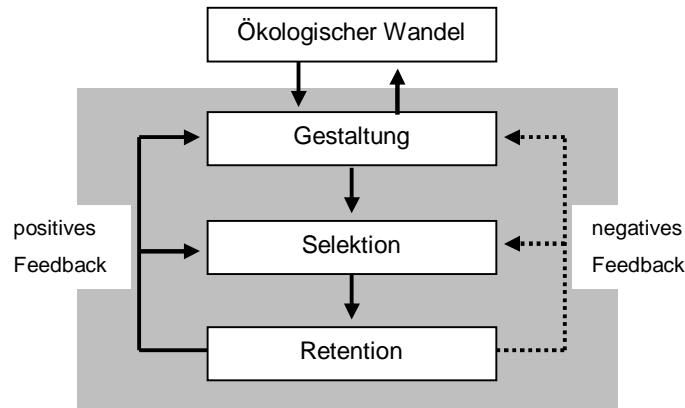 Ökologischer Wandel
Gestaltung
positives
Feedback
Selektion
negatives
Feedback
Retention